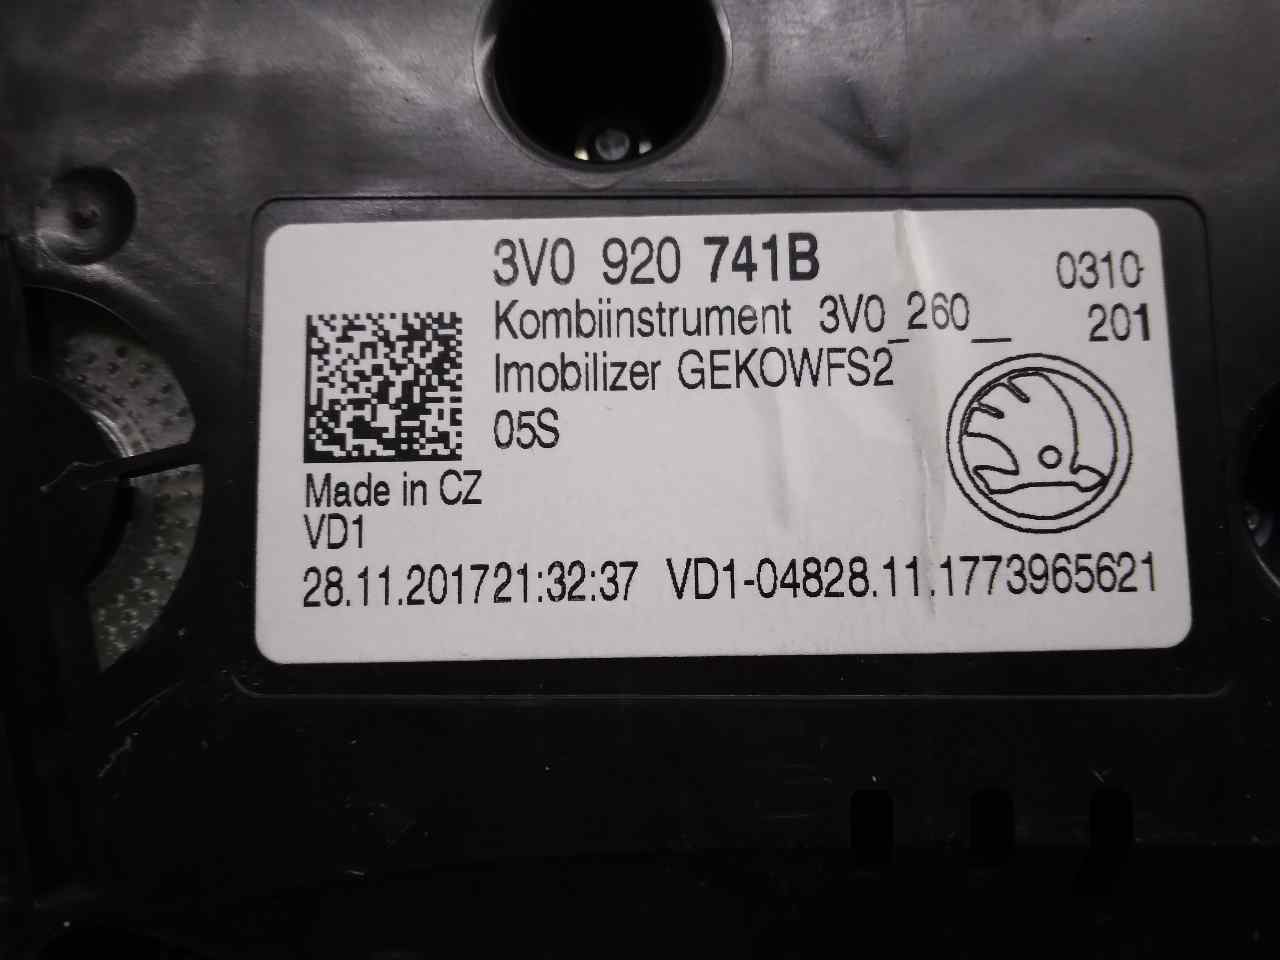 3V0 920 741B
0310
Kombiinstrument 3V0_260__
201
Imobilizer GEKOWFS2
05S
Made in CZ
VD1
28.11.201721:32:37 VD1-04828.11.1773965621